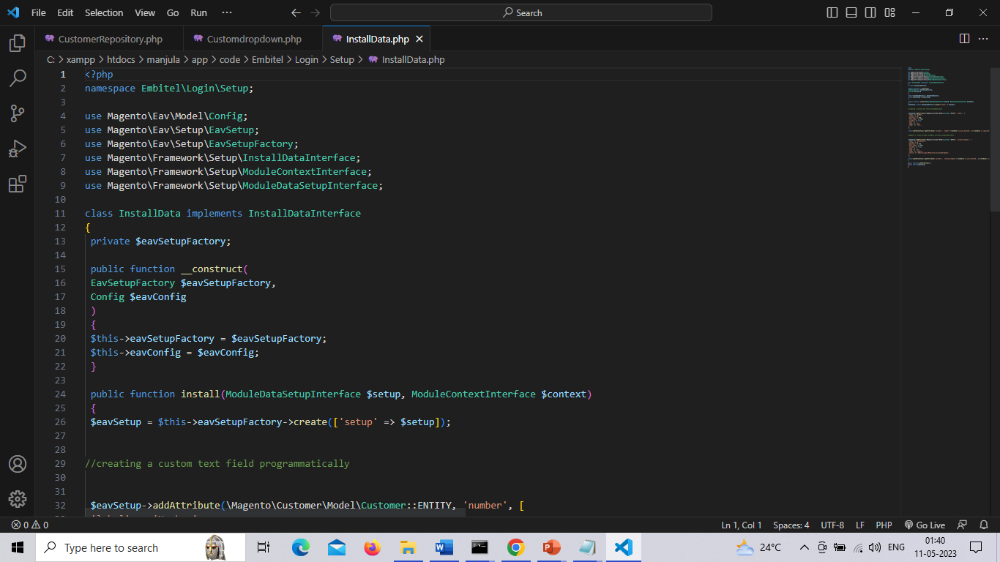 File Edit Selection View Go Run ··· Search
CustomerRepository.php Customdropdown.php InstallData.php
C: > xampp > htdocs > manjula > app > code > Embitel > Login > Setup > InstallData.php
1 <?php
2 namespace Embitel\Login\Setup;
3
4 use Magento\Eav\Model\Config;
5 use Magento\Eav\Setup\EavSetup;
6 use Magento\Eav\Setup\EavSetupFactory;
7 use Magento\Framework\Setup\InstallDataInterface;
8 use Magento\Framework\Setup\ModuleContextInterface;
9 use Magento\Framework\Setup\ModuleDataSetupInterface;
10
11 class InstallData implements InstallDataInterface
12 {
13 private $eavSetupFactory;
14
15 public function __construct(
16 EavSetupFactory $eavSetupFactory,
17 Config $eavConfig
18 )
19 {
20 $this->eavSetupFactory = $eavSetupFactory;
21 $this->eavConfig = $eavConfig;
22 }
23
24 public function install(ModuleDataSetupInterface $setup, ModuleContextInterface $context)
25 {
26 $eavSetup = $this->eavSetupFactory->create(['setup' => $setup]);
27
28
29 //creating a custom text field programmatically
30
31
32 $eavSetup->addAttribute(\Magento\Customer\Model\Customer::ENTITY, 'number', [
0 0 Ln 1, Col 1 Spaces: 4 UTF-8 LF PHP Go Live
Type here to search 24°C ENG 01:40
11-05-2023